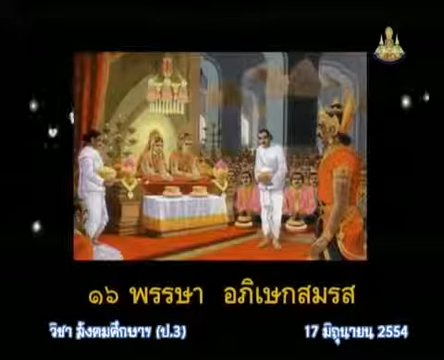 ๑๖ พรรษา อภิเษกสมรส
วิชา สังคมศึกษาฯ (ป.3) 17 มิถุนายน 2554